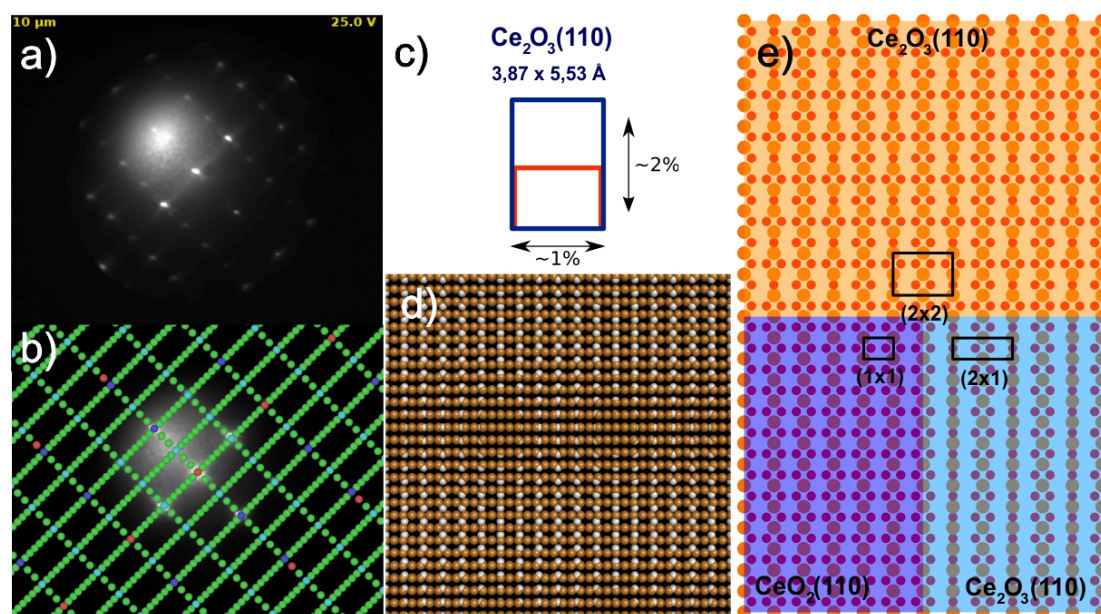 10 μm
25.0 V
a)
b)
c)
Ce₂O₃(110)
3,87 x 5,53 Å
~2%
~1%
d)
e)
Ce₂O₃(110)
(2x2)
(1x1)
(2x1)
CeO₂(110)
Ce₂O₃(110)